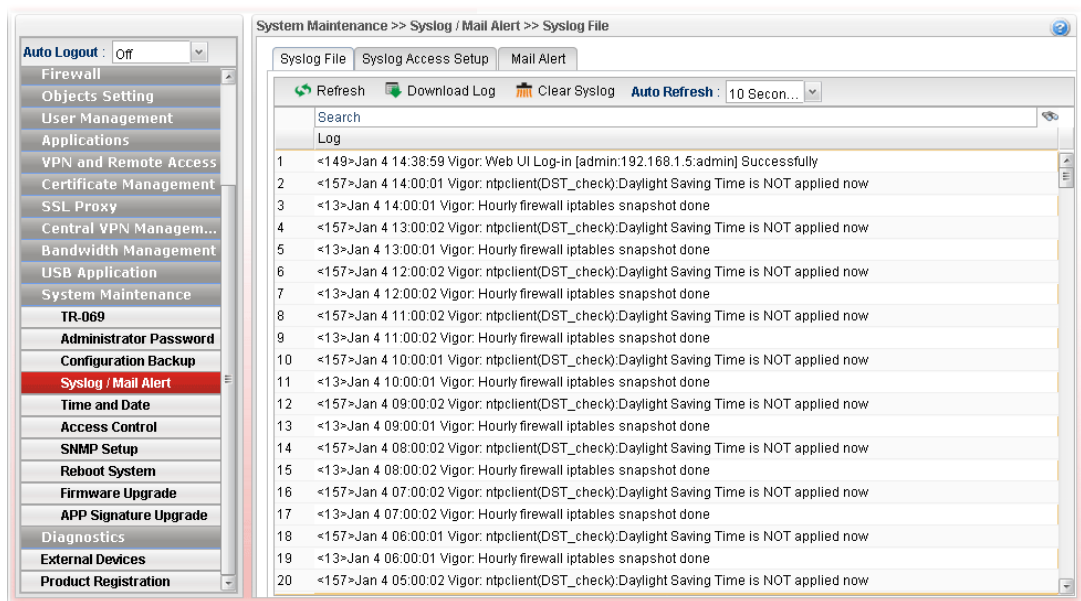 System Maintenance >> Syslog / Mail Alert >> Syslog File
Auto Logout : Off
Firewall
Objects Setting
User Management
Applications
VPN and Remote Access
Certificate Management
SSL Proxy
Central VPN Managem...
Bandwidth Management
USB Application
System Maintenance
TR-069
Administrator Password
Configuration Backup
Syslog / Mail Alert
Time and Date
Access Control
SNMP Setup
Reboot System
Firmware Upgrade
APP Signature Upgrade
Diagnostics
External Devices
Product Registration
Syslog File Syslog Access Setup Mail Alert
Refresh Download Log Clear Syslog Auto Refresh : 10 Secon...
Search
Log
1 <149>Jan 4 14:38:59 Vigor: Web UI Log-in [admin:192.168.1.5:admin] Successfully
2 <157>Jan 4 14:00:01 Vigor: ntpclient(DST_check):Daylight Saving Time is NOT applied now
3 <13>Jan 4 14:00:01 Vigor: Hourly firewall iptables snapshot done
4 <157>Jan 4 13:00:02 Vigor: ntpclient(DST_check):Daylight Saving Time is NOT applied now
5 <13>Jan 4 13:00:01 Vigor: Hourly firewall iptables snapshot done
6 <157>Jan 4 12:00:02 Vigor: ntpclient(DST_check):Daylight Saving Time is NOT applied now
7 <13>Jan 4 12:00:02 Vigor: Hourly firewall iptables snapshot done
8 <157>Jan 4 11:00:02 Vigor: ntpclient(DST_check):Daylight Saving Time is NOT applied now
9 <13>Jan 4 11:00:02 Vigor: Hourly firewall iptables snapshot done
10 <157>Jan 4 10:00:01 Vigor: ntpclient(DST_check):Daylight Saving Time is NOT applied now
11 <13>Jan 4 10:00:01 Vigor: Hourly firewall iptables snapshot done
12 <157>Jan 4 09:00:02 Vigor: ntpclient(DST_check):Daylight Saving Time is NOT applied now
13 <13>Jan 4 09:00:01 Vigor: Hourly firewall iptables snapshot done
14 <157>Jan 4 08:00:02 Vigor: ntpclient(DST_check):Daylight Saving Time is NOT applied now
15 <13>Jan 4 08:00:02 Vigor: Hourly firewall iptables snapshot done
16 <157>Jan 4 07:00:02 Vigor: ntpclient(DST_check):Daylight Saving Time is NOT applied now
17 <13>Jan 4 07:00:02 Vigor: Hourly firewall iptables snapshot done
18 <157>Jan 4 06:00:01 Vigor: ntpclient(DST_check):Daylight Saving Time is NOT applied now
19 <13>Jan 4 06:00:01 Vigor: Hourly firewall iptables snapshot done
20 <157>Jan 4 05:00:02 Vigor: ntpclient(DST_check):Daylight Saving Time is NOT applied now